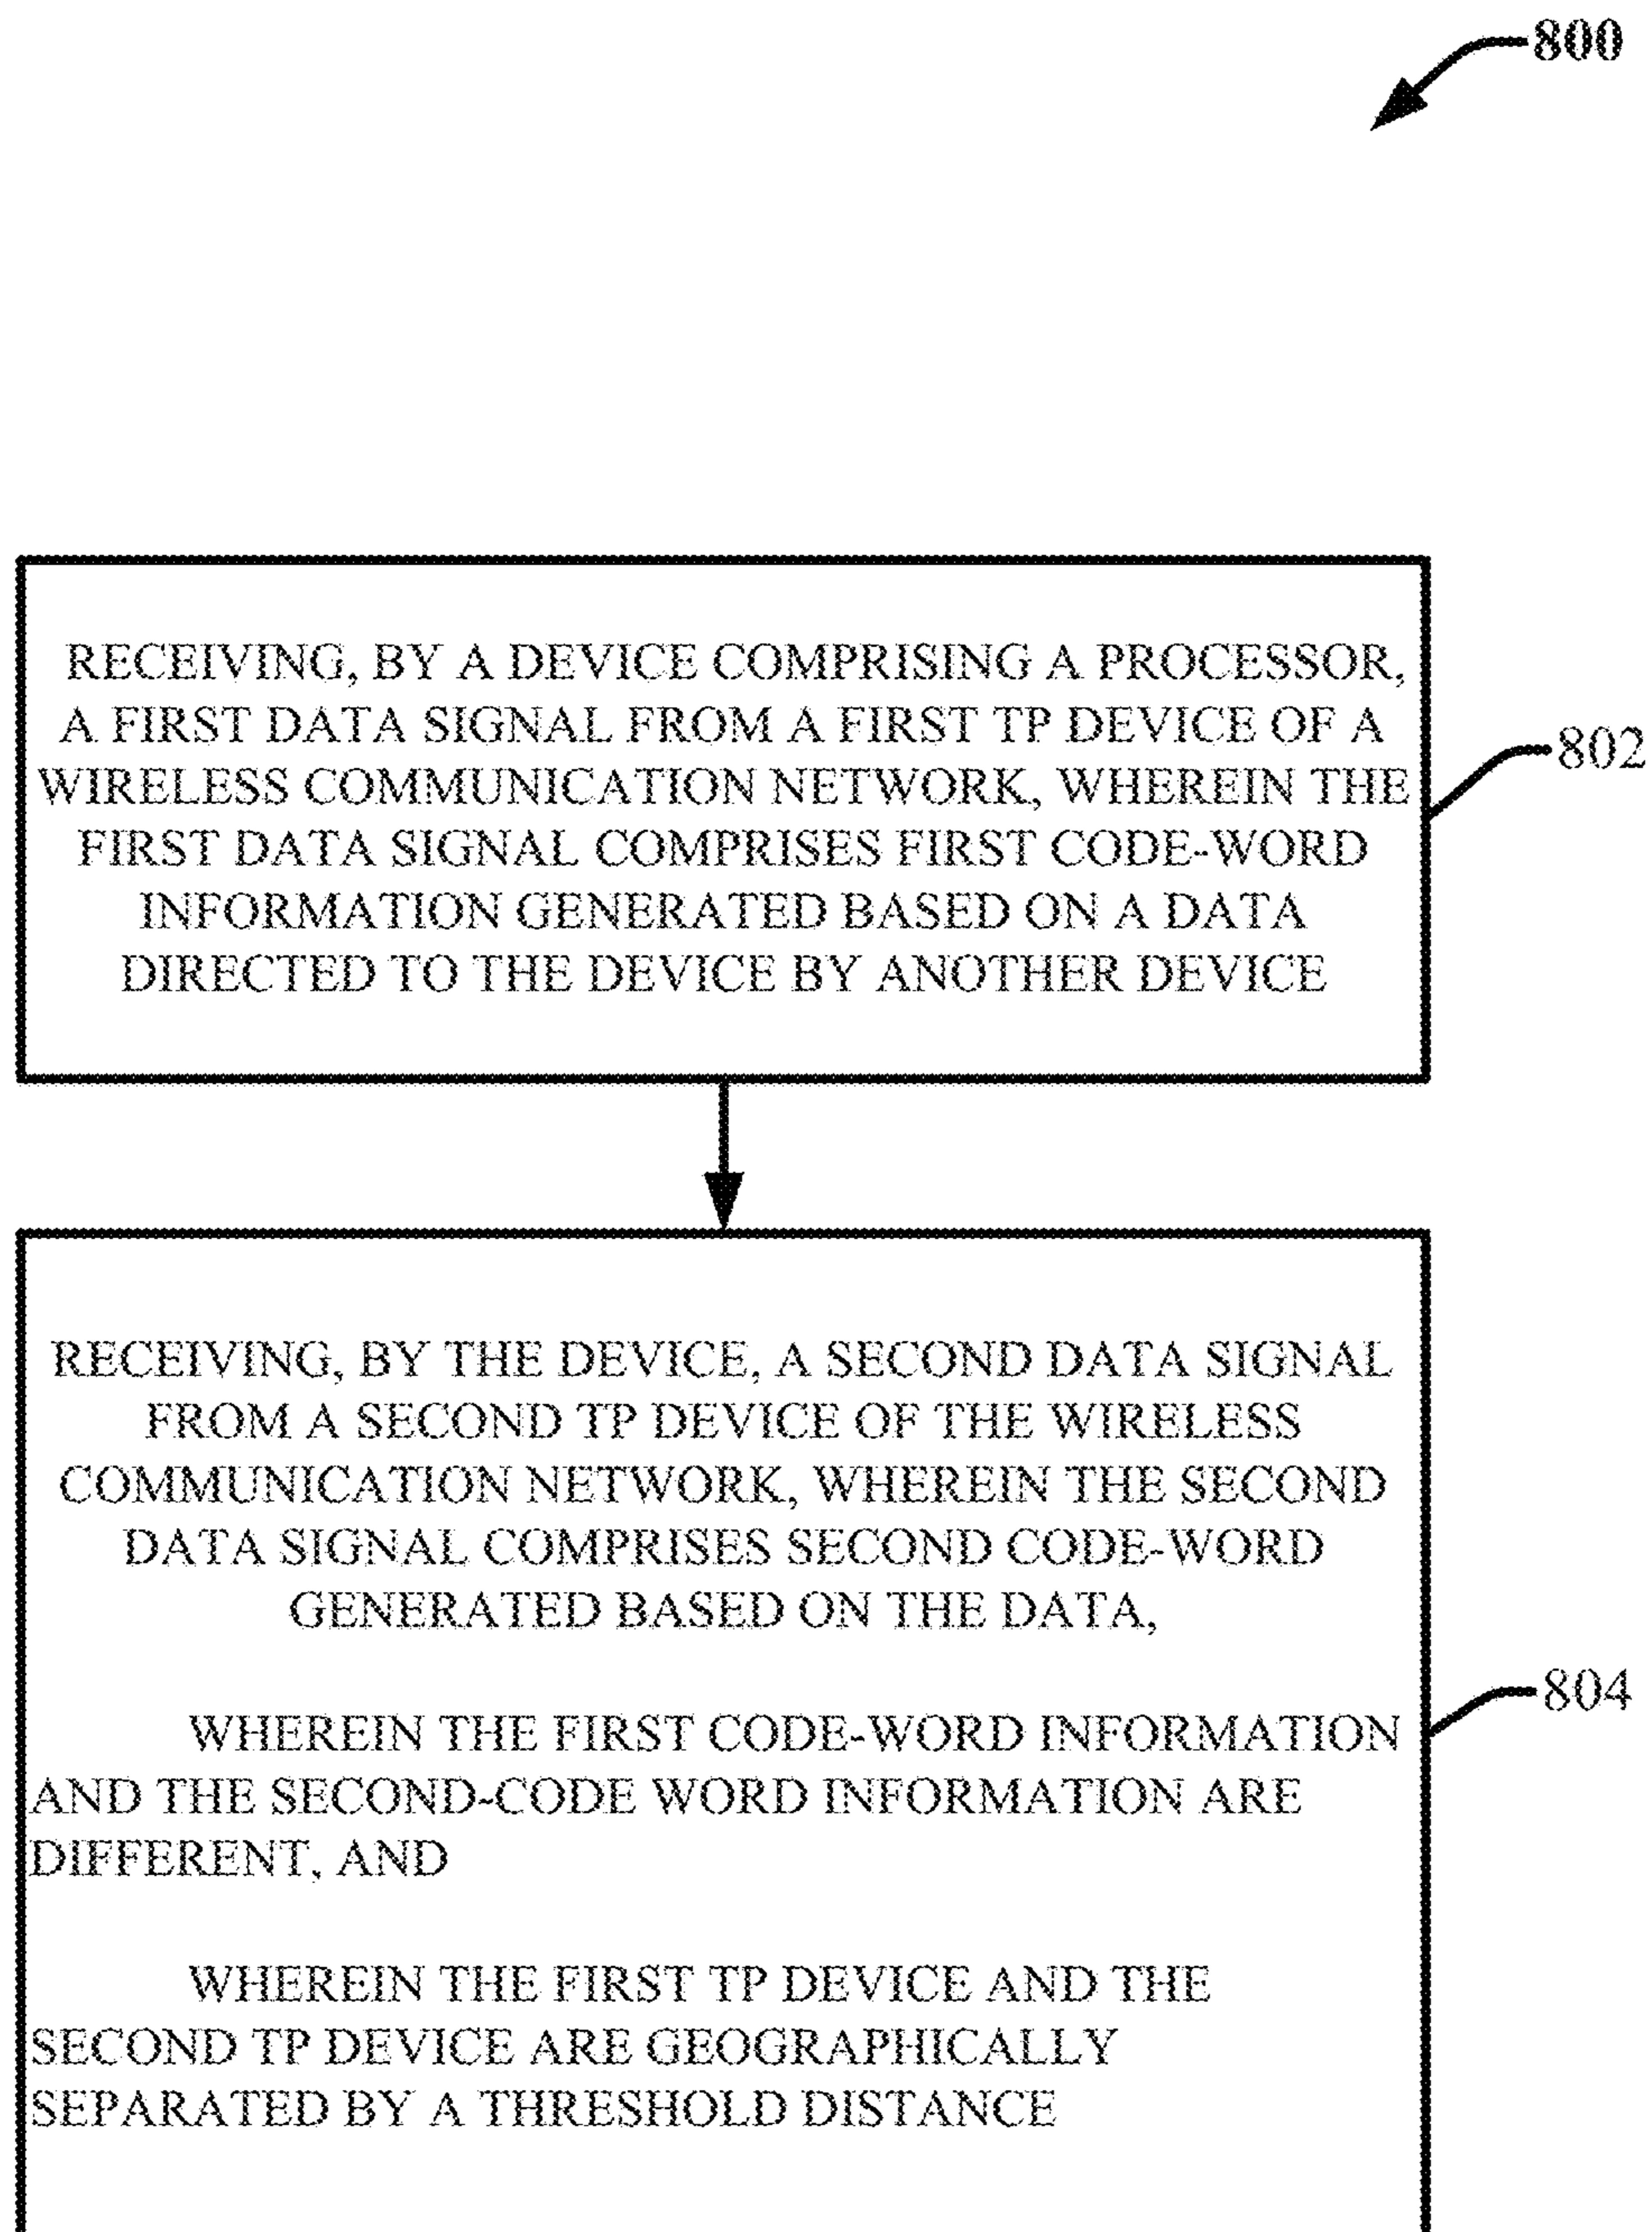 800
RECEIVING, BY A DEVICE COMPRISING A PROCESSOR,
A FIRST DATA SIGNAL FROM A FIRST TP DEVICE OF A
WIRELESS COMMUNICATION NETWORK, WHEREIN THE
FIRST DATA SIGNAL COMPRISES FIRST CODE-WORD
INFORMATION GENERATED BASED ON A DATA
DIRECTED TO THE DEVICE BY ANOTHER DEVICE
802
RECEIVING, BY THE DEVICE, A SECOND DATA SIGNAL
FROM A SECOND TP DEVICE OF THE WIRELESS
COMMUNICATION NETWORK, WHEREIN THE SECOND
DATA SIGNAL COMPRISES SECOND CODE-WORD
GENERATED BASED ON THE DATA,
WHEREIN THE FIRST CODE-WORD INFORMATION
AND THE SECOND-CODE WORD INFORMATION ARE
DIFFERENT, AND
WHEREIN THE FIRST TP DEVICE AND THE
SECOND TP DEVICE ARE GEOGRAPHICALLY
SEPARATED BY A THRESHOLD DISTANCE
804